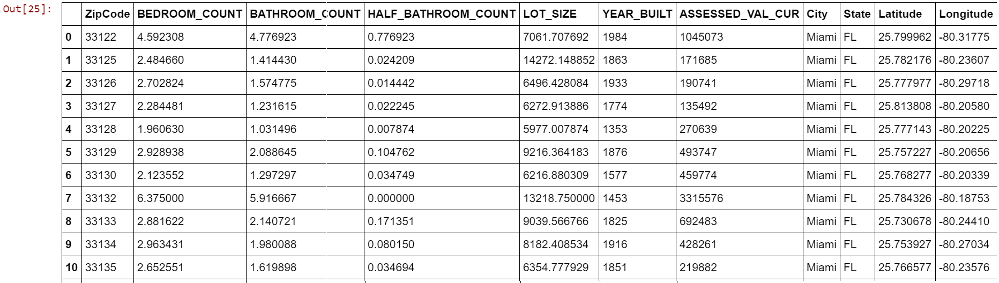 Out[25]:
ZipCode BEDROOM_COUNT BATHROOM_COUNT HALF_BATHROOM_COUNT LOT_SIZE YEAR_BUILT ASSESSED_VAL_CUR City State Latitude Longitude
0 33122 4.592308 4.776923 0.776923 7061.707692 1984 1045073 Miami FL 25.799962 -80.31775
1 33125 2.484660 1.414430 0.024209 14272.148852 1863 171685 Miami FL 25.782176 -80.23607
2 33126 2.702824 1.574775 0.014442 6496.428084 1933 190741 Miami FL 25.777977 -80.29718
3 33127 2.284481 1.231615 0.022245 6272.913886 1774 135492 Miami FL 25.813808 -80.20580
4 33128 1.960630 1.031496 0.007874 5977.007874 1353 270639 Miami FL 25.777143 -80.20225
5 33129 2.928938 2.088645 0.104762 9216.364183 1876 493747 Miami FL 25.757227 -80.20656
6 33130 2.123552 1.297297 0.034749 6216.880309 1577 459774 Miami FL 25.768277 -80.20339
7 33132 6.375000 5.916667 0.000000 13218.750000 1453 3315576 Miami FL 25.784326 -80.18753
8 33133 2.881622 2.140721 0.171351 9039.566766 1825 692483 Miami FL 25.730678 -80.24410
9 33134 2.963431 1.980088 0.080150 8182.408534 1916 428261 Miami FL 25.753927 -80.27034
10 33135 2.652551 1.619898 0.034694 6354.777929 1851 219882 Miami FL 25.766577 -80.23576